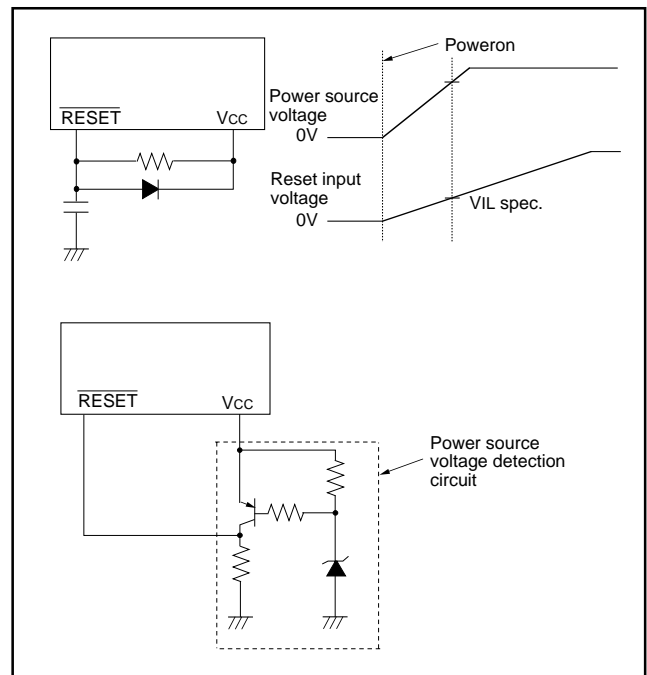 Poweron
RESET
VCC
Power source
voltage
0V
Reset input
voltage
0V
VIL spec.
RESET
VCC
Power source
voltage detection
circuit